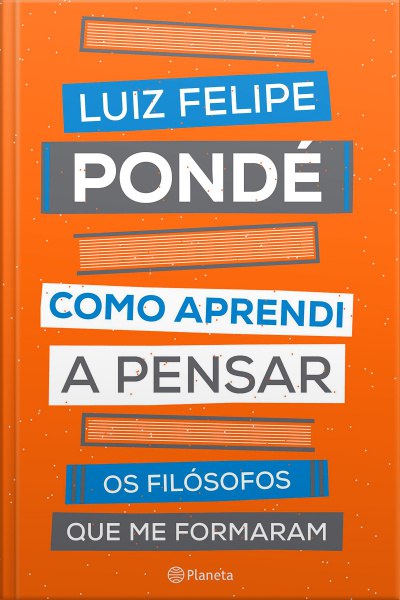 LUIZ FELIPE
PONDÉ
COMO APRENDI
A PENSAR
OS FILÓSOFOS
QUE ME FORMARAM
Planeta